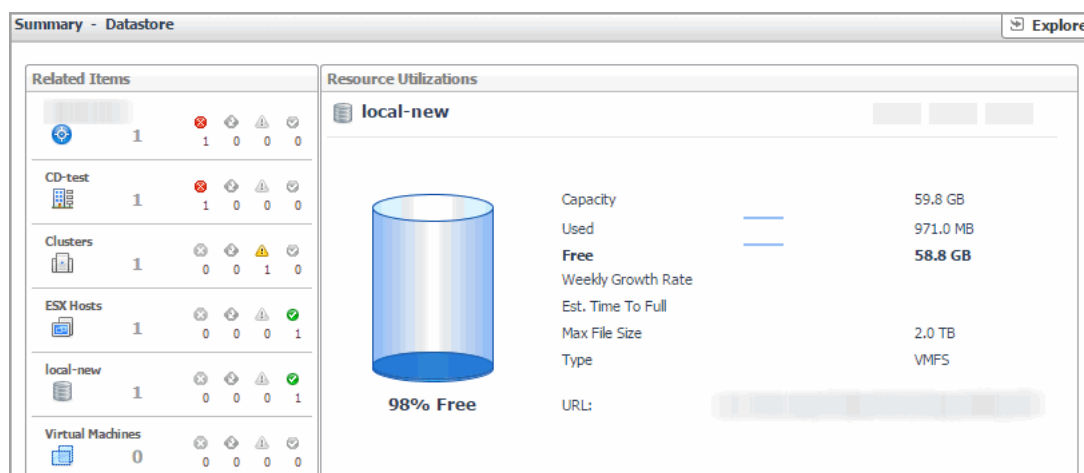 Summary - Datastore
Explore
Related Items
1
1 0 0 0
CD-test
1
1 0 0 0
Clusters
1
0 0 1 0
ESX Hosts
1
0 0 0 1
local-new
1
0 0 0 1
Virtual Machines
0
0 0 0 0
Resource Utilizations
local-new
98% Free
Capacity 59.8 GB
Used 971.0 MB
Free 58.8 GB
Weekly Growth Rate
Est. Time To Full
Max File Size 2.0 TB
Type VMFS
URL: